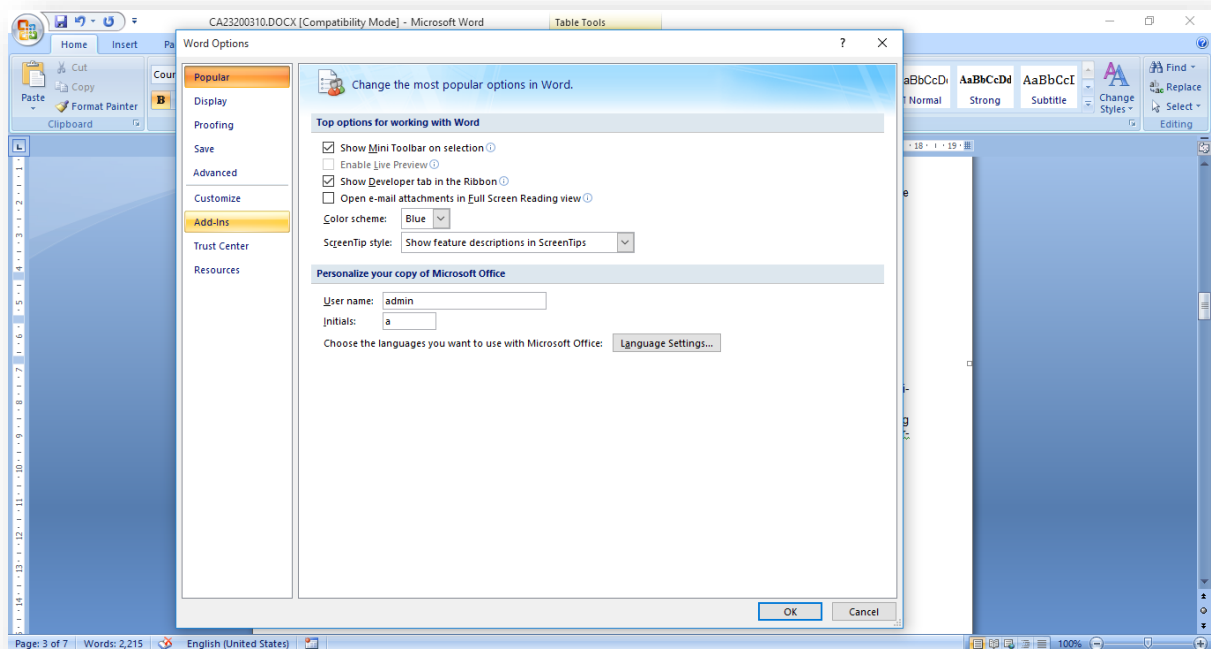 CA23200310.DOCX [Compatibility Mode] - Microsoft Word
Table Tools
Home
Insert
Pa
Cut
Copy
Format Painter
Paste
Clipboard
Cour
B
Word Options
?
Popular
Display
Proofing
Save
Advanced
Customize
Add-Ins
Trust Center
Resources
Change the most popular options in Word.
Top options for working with Word
Show Mini Toolbar on selection
Enable Live Preview
Show Developer tab in the Ribbon
Open e-mail attachments in Full Screen Reading view
Color scheme: Blue
ScreenTip style: Show feature descriptions in ScreenTips
Personalize your copy of Microsoft Office
User name: admin
Initials: a
Choose the languages you want to use with Microsoft Office: Language Settings...
OK
Cancel
AaBbCcDd AaBbCcI
Normal Strong Subtitle
Change
Styles
Find
Replace
Select
Editing
18 19
e
g
Page: 3 of 7 Words: 2,215 English (United States) 100%